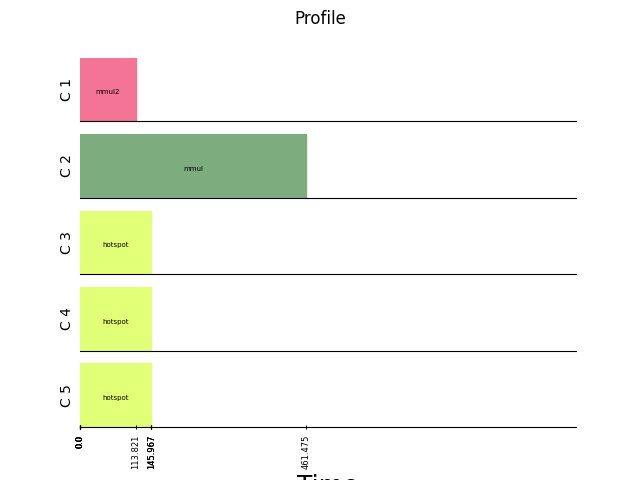 Profile
C 1
mmul2
C 2
mmul
C 3
hotspot
C 4
hotspot
C 5
hotspot
0.0
113.821
145.967
461.475
Time